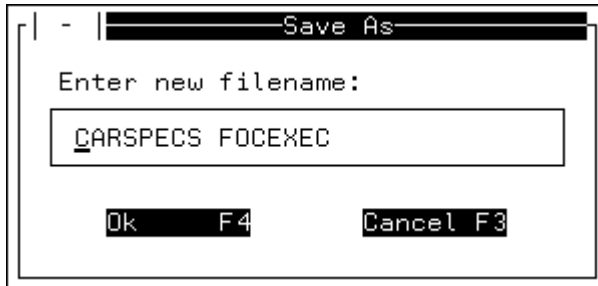 - Save As
Enter new filename:
CARSPECS FOCEXEC
Ok F4 Cancel F3